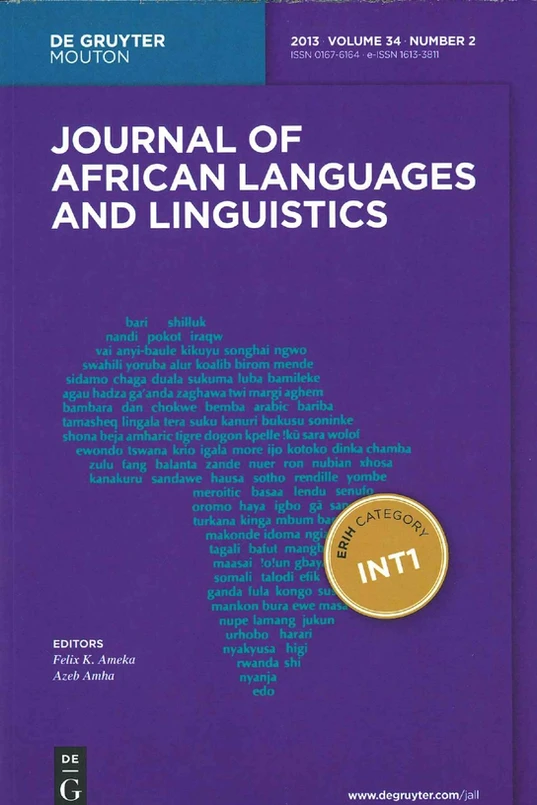 DE GRUYTER
MOUTON
2013 · VOLUME 34 · NUMBER 2
ISSN 0167-6164 · e-ISSN 1613-3811
JOURNAL OF
AFRICAN LANGUAGES
AND LINGUISTICS
bari shilluk
nandi pokot iraqw
vai anyi-baule kikuyu songhai ngwo
swahili yoruba alur koalib birom mende
sidamo chaga duala sukuma luba bamileke
agau hadza ga'anda zaghawa twi margi aghem
bambara dan chokwe bemba arabic bariba
tamasheq lingala tera suku kanuri bukusu soninke
shona beja amharic tigre dogon kpelle !kũ sara wolof
ewondo tswana krio igala more ijo kotoko dinka chamba
zulu fang balanta zande nuer ron nubian xhosa
kanakuru sandawe hausa sotho rendille yombe
meroitic basaa lendu senufo
oromo haya igbo gã
turkana kinga mbum
makonde idoma
tagali bafut
maasai !o!un
somali talodi efik
ganda fula kongo
mankon bura ewe masa
nupe lamang jukun
urhobo harari
nyakyusa higi
rwanda shi
nyanja
edo
ERIH CATEGORY
INT1
EDITORS
Felix K. Ameka
Azeb Amha
DE
G
www.degruyter.com/jall